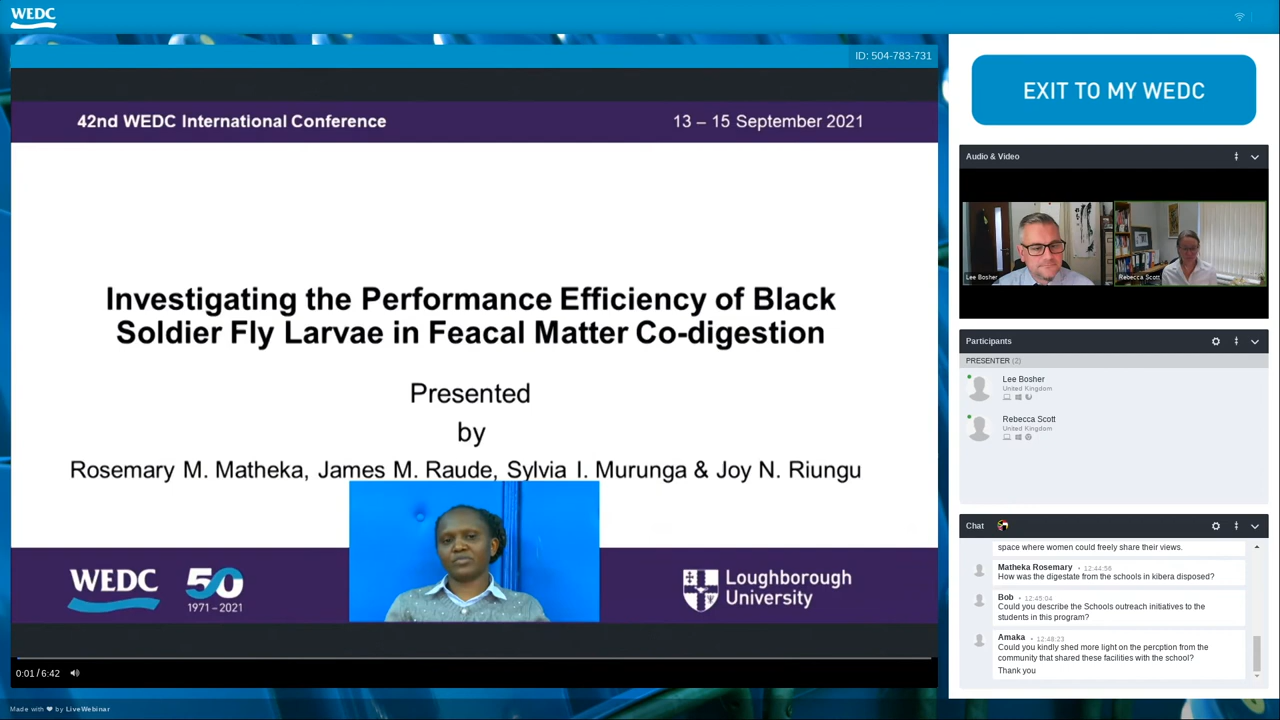 WEDC
ID: 504-783-731
42nd WEDC International Conference
13 – 15 September 2021
Investigating the Performance Efficiency of Black
Soldier Fly Larvae in Feacal Matter Co-digestion
Presented
by
Rosemary M. Matheka, James M. Raude, Sylvia I. Murunga & Joy N. Riungu
WEDC
50
1971 – 2021
Loughborough
University
0:01 / 6:42
Made with ❤ by LiveWebinar
EXIT TO MY WEDC
Audio & Video
Lee Bosher
Rebecca Scott
Participants
PRESENTER (2)
Lee Bosher
United Kingdom
Rebecca Scott
United Kingdom
Chat
space where women could freely share their views.
Matheka Rosemary • 12:44:56
How was the digestate from the schools in kibera disposed?
Bob • 12:45:04
Could you describe the Schools outreach initiatives to the
students in this program?
Amaka • 12:48:23
Could you kindly shed more light on the percption from the
community that shared these facilities with the school?
Thank you